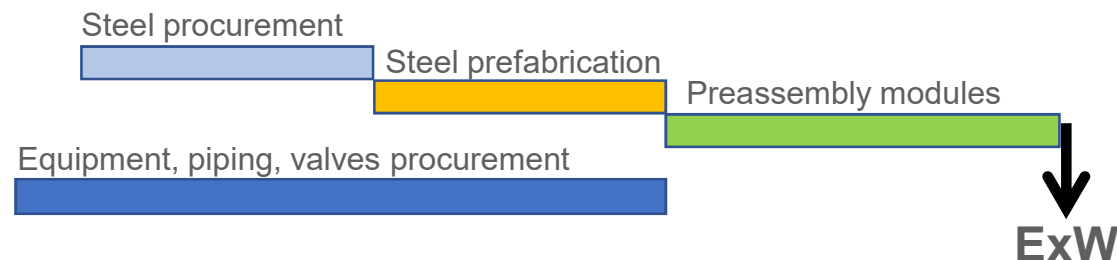 Steel procurement
Steel prefabrication
Preassembly modules
Equipment, piping, valves procurement
ExW